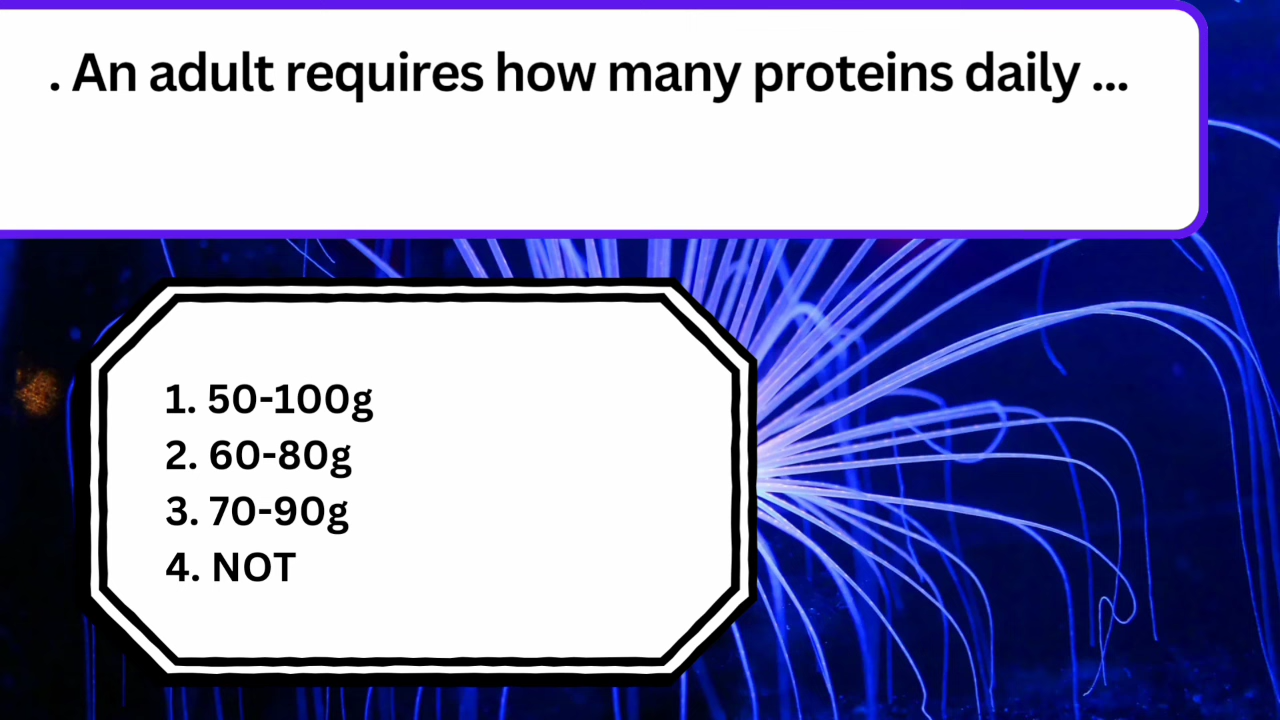 . An adult requires how many proteins daily ...
1. 50-100g
2. 60-80g
3. 70-90g
4. NOT